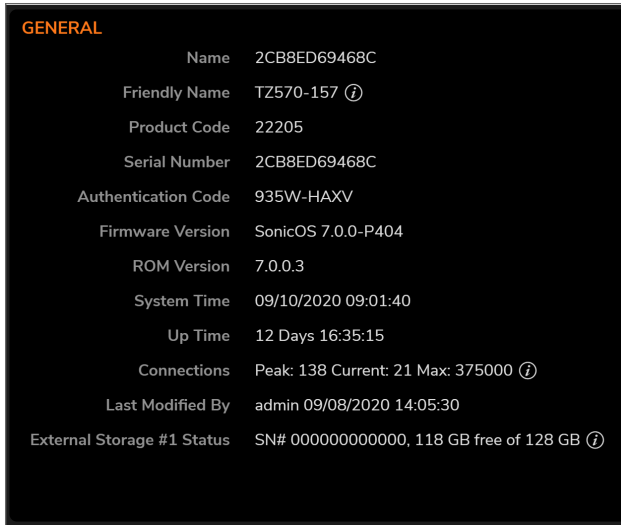 GENERAL
Name 2CB8ED69468C
Friendly Name TZ570-157
Product Code 22205
Serial Number 2CB8ED69468C
Authentication Code 935W-HAXV
Firmware Version SonicOS 7.0.0-P404
ROM Version 7.0.0.3
System Time 09/10/2020 09:01:40
Up Time 12 Days 16:35:15
Connections Peak: 138 Current: 21 Max: 375000
Last Modified By admin 09/08/2020 14:05:30
External Storage #1 Status SN# 000000000000, 118 GB free of 128 GB